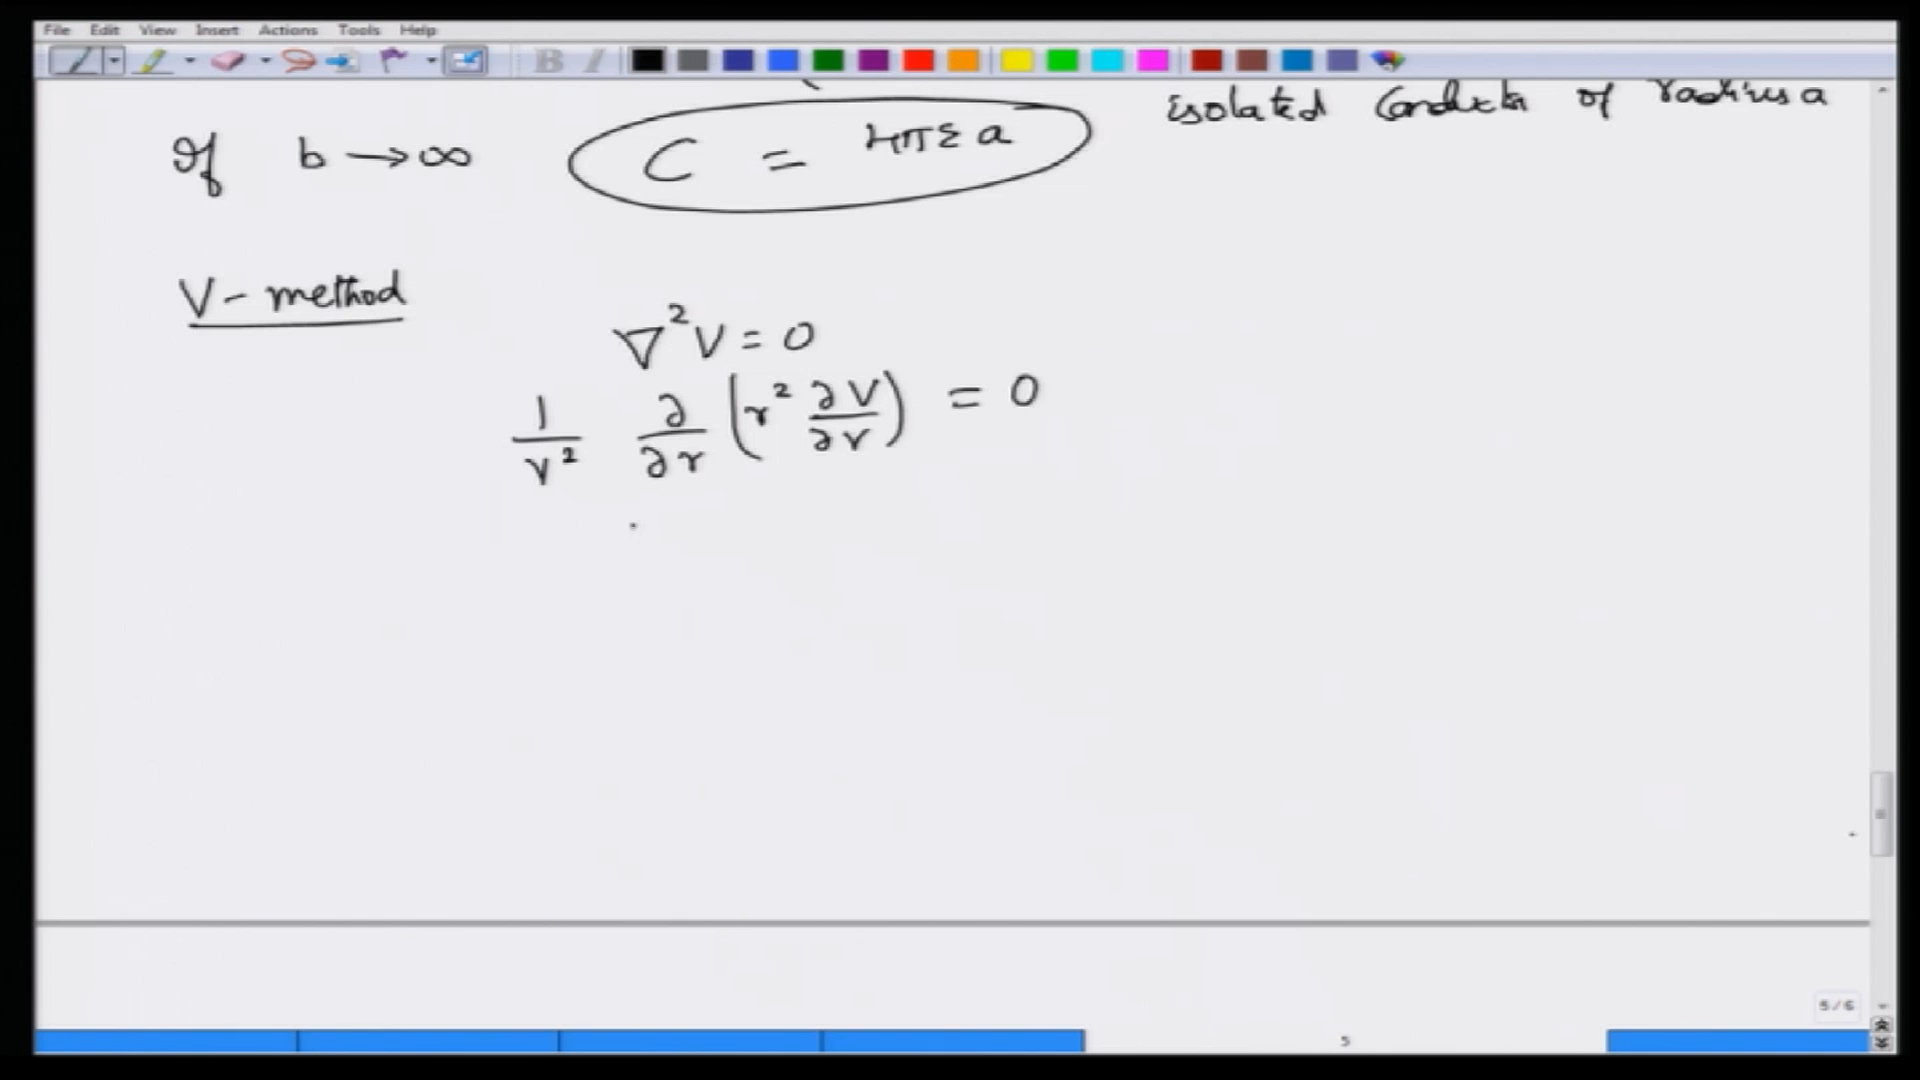 File Edit View Insert Actions Tools Help
B I
isolated Conductor of radius a
If b → ∞ C = 4πεa
V - method
∇²V = 0
1/r² ∂/∂r (r² ∂V/∂r) = 0
5/6
5